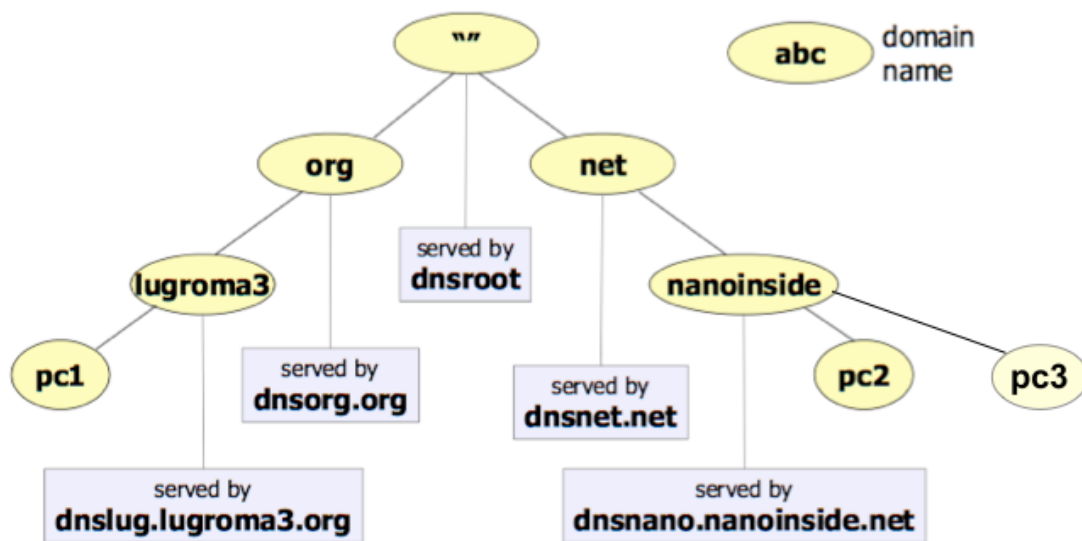 “”
abc
domain
name
org
net
served by
dnsroot
lugroma3
nanoinside
served by
dnsorg.org
served by
dnsnet.net
pc1
pc2
pc3
served by
dnslug.lugroma3.org
served by
dnsnano.nanoinside.net